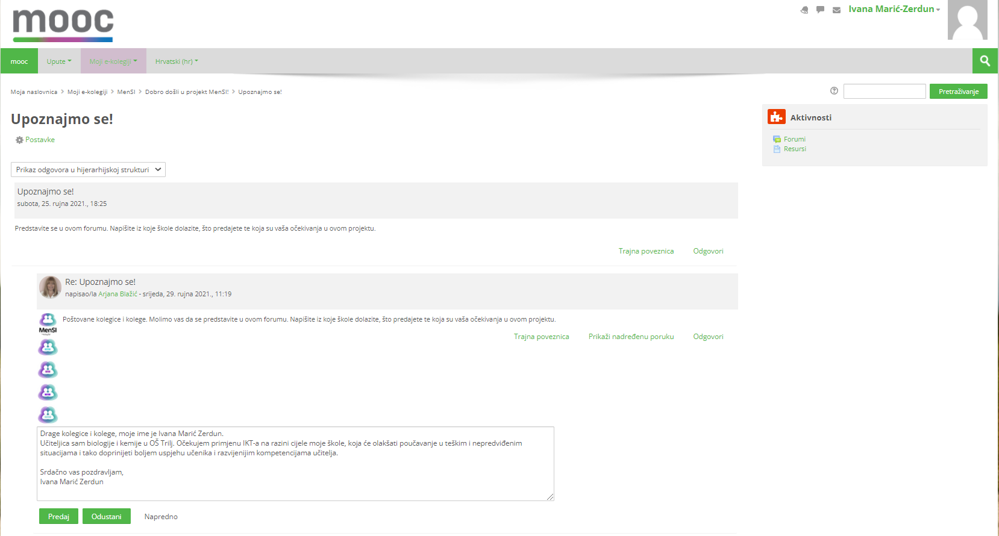 mooc
Ivana Marić-Zerdun
mooc
Upute
Moji e-kolegiji
Hrvatski (hr)
Moja naslovnica
Moji e-kolegiji
MenSI
Dobro došli u projekt MenSI!
Upoznajmo se!
Pretraživanje
Upoznajmo se!
Postavke
Aktivnosti
Forumi
Resursi
Prikaz odgovora u hijerarhijskoj strukturi
Upoznajmo se!
subota, 25. rujna 2021., 18:25
Predstavite se u ovom forumu. Napišite iz koje škole dolazite, što predajete te koja su vaša očekivanja u ovom projektu.
Trajna poveznica
Odgovori
Re: Upoznajmo se!
napisao/la Arjana Blažić - srijeda, 29. rujna 2021., 11:19
MenSI
Poštovane kolegice i kolege. Molimo vas da se predstavite u ovom forumu. Napišite iz koje škole dolazite, što predajete te koja su vaša očekivanja u ovom projektu.
Trajna poveznica
Prikaži nadređenu poruku
Odgovori
Drage kolegice i kolege, moje ime je Ivana Marić Zerdun.
Učiteljica sam biologije i kemije u OŠ Trilj. Očekujem primjenu IKT-a na razini cijele moje škole, koja će olakšati poučavanje u teškim i nepredviđenim
situacijama i tako doprinijeti boljem uspjehu učenika i razvijenijim kompetencijama učitelja.
Srdačno vas pozdravljam,
Ivana Marić Zerdun
Predaj
Odustani
Napredno